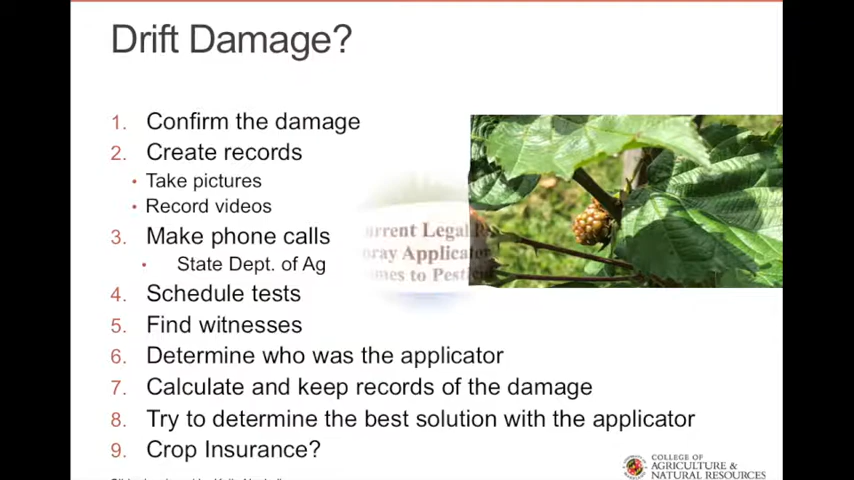 Drift Damage?
1. Confirm the damage
2. Create records
• Take pictures
• Record videos
3. Make phone calls
• State Dept. of Ag
4. Schedule tests
5. Find witnesses
6. Determine who was the applicator
7. Calculate and keep records of the damage
8. Try to determine the best solution with the applicator
9. Crop Insurance?
Legal
to
COLLEGE OF
AGRICULTURE &
NATURAL RESOURCES